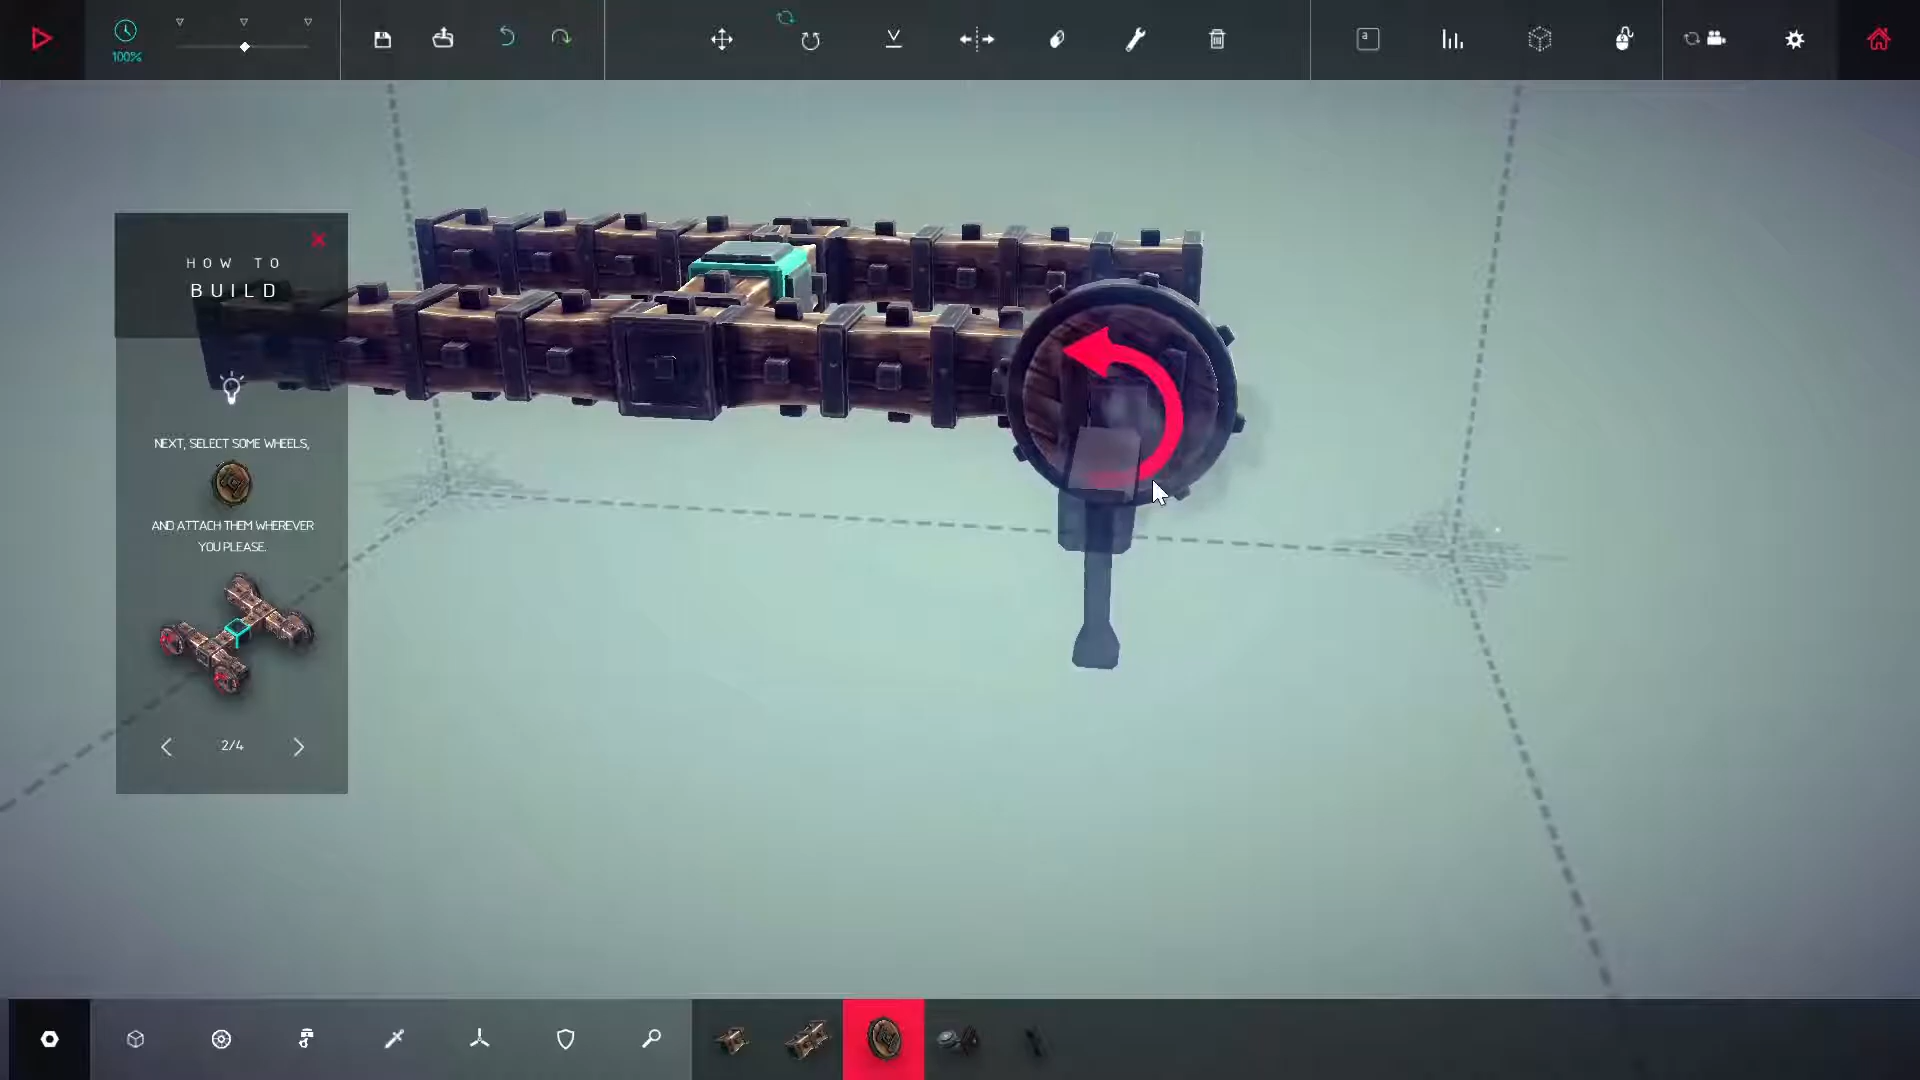 100%
a
HOW TO
BUILD
NEXT, SELECT SOME WHEELS,
AND ATTACH THEM WHEREVER
YOU PLEASE.
2/4